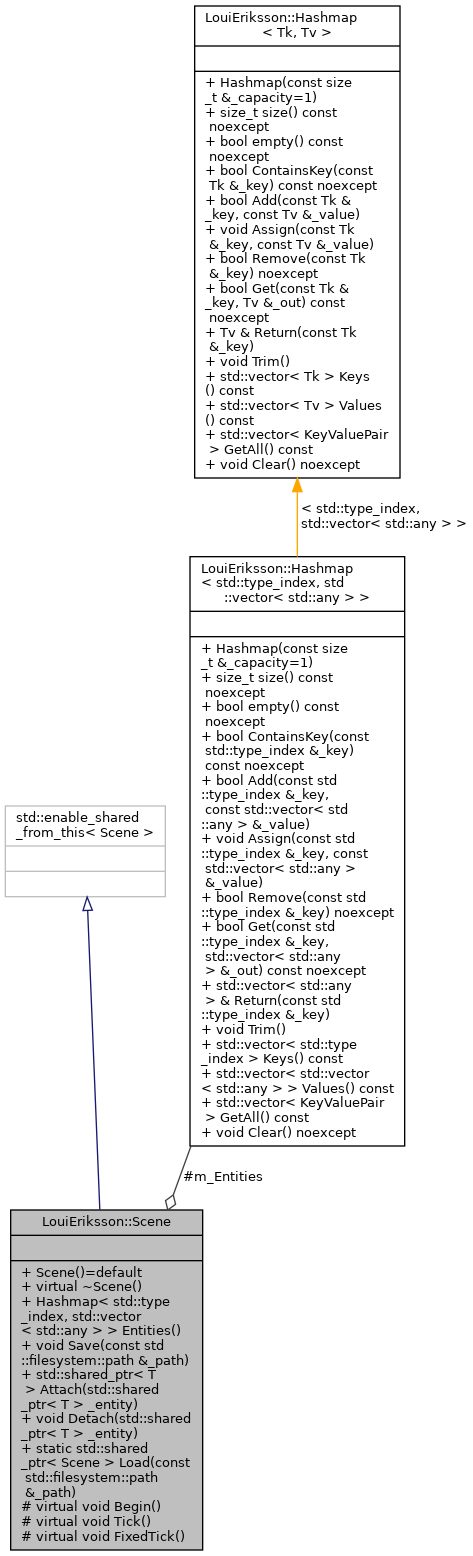 LouiEriksson::Hashmap
< Tk, Tv >
+ Hashmap(const size
_t &_capacity=1)
+ size_t size() const
noexcept
+ bool empty() const
noexcept
+ bool ContainsKey(const
Tk &_key) const noexcept
+ bool Add(const Tk &
_key, const Tv &_value)
+ void Assign(const Tk
&_key, const Tv &_value)
+ bool Remove(const Tk
&_key) noexcept
+ bool Get(const Tk &
_key, Tv &_out) const
noexcept
+ Tv & Return(const Tk
&_key)
+ void Trim()
+ std::vector< Tk > Keys
() const
+ std::vector< Tv > Values
() const
+ std::vector< KeyValuePair
> GetAll() const
+ void Clear() noexcept
< std::type_index,
std::vector< std::any > >
LouiEriksson::Hashmap
< std::type_index, std
::vector< std::any > >
+ Hashmap(const size
_t &_capacity=1)
+ size_t size() const
noexcept
+ bool empty() const
noexcept
+ bool ContainsKey(const
std::type_index &_key)
const noexcept
+ bool Add(const std
::type_index &_key,
const std::vector< std
::any > &_value)
+ void Assign(const std
::type_index &_key, const
std::vector< std::any >
&_value)
+ bool Remove(const std
::type_index &_key) noexcept
+ bool Get(const std
::type_index &_key,
std::vector< std::any
> &_out) const noexcept
+ std::vector< std::any
> & Return(const std
::type_index &_key)
+ void Trim()
+ std::vector< std::type
_index > Keys() const
+ std::vector< std::vector
< std::any > > Values() const
+ std::vector< KeyValuePair
> GetAll() const
+ void Clear() noexcept
std::enable_shared
_from_this< Scene >
#m_Entities
LouiEriksson::Scene
+ Scene()=default
+ virtual ~Scene()
+ Hashmap< std::type
_index, std::vector
< std::any > > Entities()
+ void Save(const std
::filesystem::path &_path)
+ std::shared_ptr< T
> Attach(std::shared
_ptr< T > _entity)
+ void Detach(std::shared
_ptr< T > _entity)
+ static std::shared
_ptr< Scene > Load(const
std::filesystem::path
&_path)
# virtual void Begin()
# virtual void Tick()
# virtual void FixedTick()